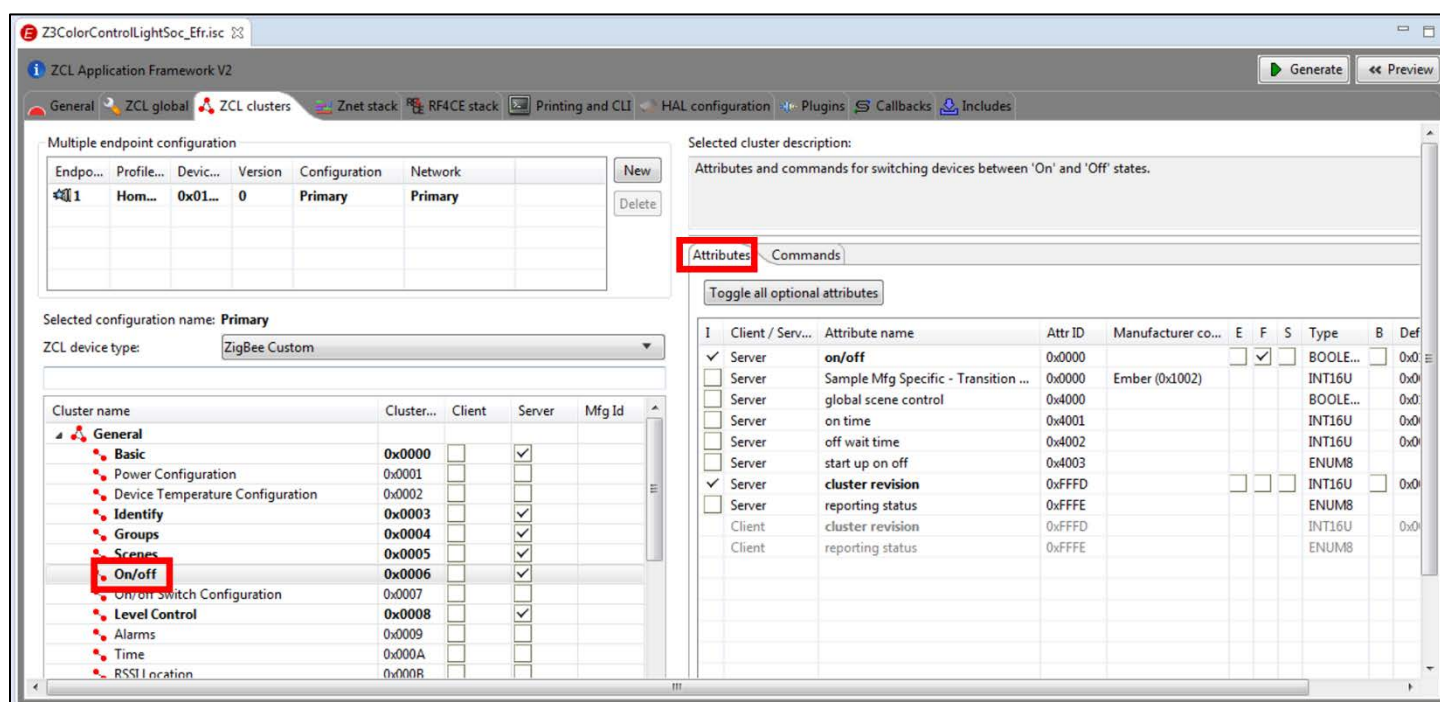 Z3ColorControlLightSoc_Efr.isc
ZCL Application Framework V2
Generate
Preview
General ZCL global ZCL clusters Znet stack RF4CE stack Printing and CLI HAL configuration Plugins Callbacks Includes
Multiple endpoint configuration
Endpo... Profile... Devic... Version Configuration Network
1 Hom... 0x01... 0 Primary Primary
New
Delete
Selected configuration name: Primary
ZCL device type: ZigBee Custom
Cluster name Cluster... Client Server Mfg Id
General
Basic 0x0000
Power Configuration 0x0001
Device Temperature Configuration 0x0002
Identify 0x0003
Groups 0x0004
Scenes 0x0005
On/off 0x0006
On/off Switch Configuration 0x0007
Level Control 0x0008
Alarms 0x0009
Time 0x000A
RSSI Location 0x000B
Selected cluster description:
Attributes and commands for switching devices between 'On' and 'Off' states.
Attributes Commands
Toggle all optional attributes
I Client / Serv... Attribute name Attr ID Manufacturer co... E F S Type B Def
Server on/off 0x0000 BOOLE... 0x0
Server Sample Mfg Specific - Transition ... 0x0000 Ember (0x1002) INT16U 0x0
Server global scene control 0x4000 BOOLE... 0x0
Server on time 0x4001 INT16U 0x0
Server off wait time 0x4002 INT16U 0x0
Server start up on off 0x4003 ENUM8
Server cluster revision 0xFFFD INT16U 0x0
Server reporting status 0xFFFE ENUM8
Client cluster revision 0xFFFD INT16U 0x0
Client reporting status 0xFFFE ENUM8